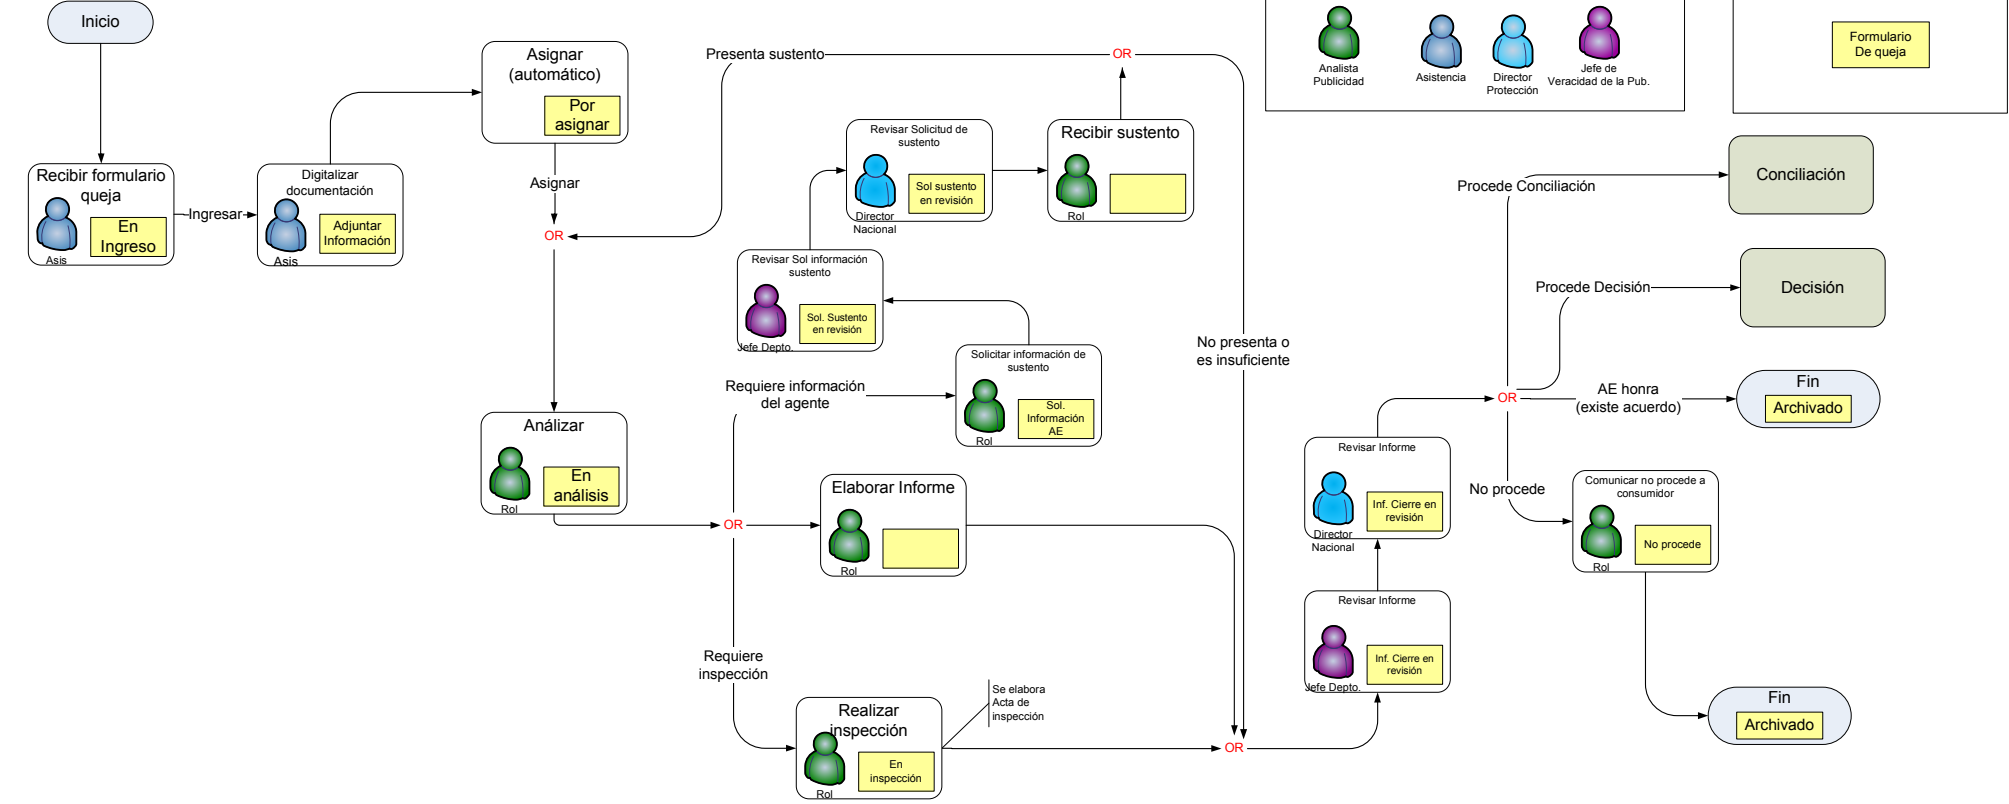 Inicio
Recibir formulario
queja
En
Ingreso
Asis
Ingresar
Digitalizar
documentación
Adjuntar
Información
Asis
Asignar
(automático)
Por
asignar
Asignar
OR
Análizar
En
análisis
Rol
OR
Presenta sustento
OR
Revisar Solicitud de
sustento
Sol sustento
en revisión
Director
Nacional
Recibir sustento
Rol
Revisar Sol información
sustento
Sol. Sustento
en revisión
Jefe Depto.
Solicitar información de
sustento
Sol.
Información
AE
Rol
Requiere información
del agente
Elaborar Informe
Rol
Requiere
inspección
Realizar
inspección
En
inspección
Rol
Se elabora
Acta de
inspección
No presenta o
es insuficiente
OR
Analista
Publicidad
Asistencia
Director
Protección
Jefe de
Veracidad de la Pub.
Formulario
De queja
Revisar Informe
Inf. Cierre en
revisión
Director
Nacional
Revisar Informe
Inf. Cierre en
revisión
Jefe Depto.
OR
Procede Conciliación
Conciliación
Procede Decisión
Decisión
AE honra
(existe acuerdo)
Fin
Archivado
No procede
Comunicar no procede a
consumidor
No procede
Rol
Fin
Archivado